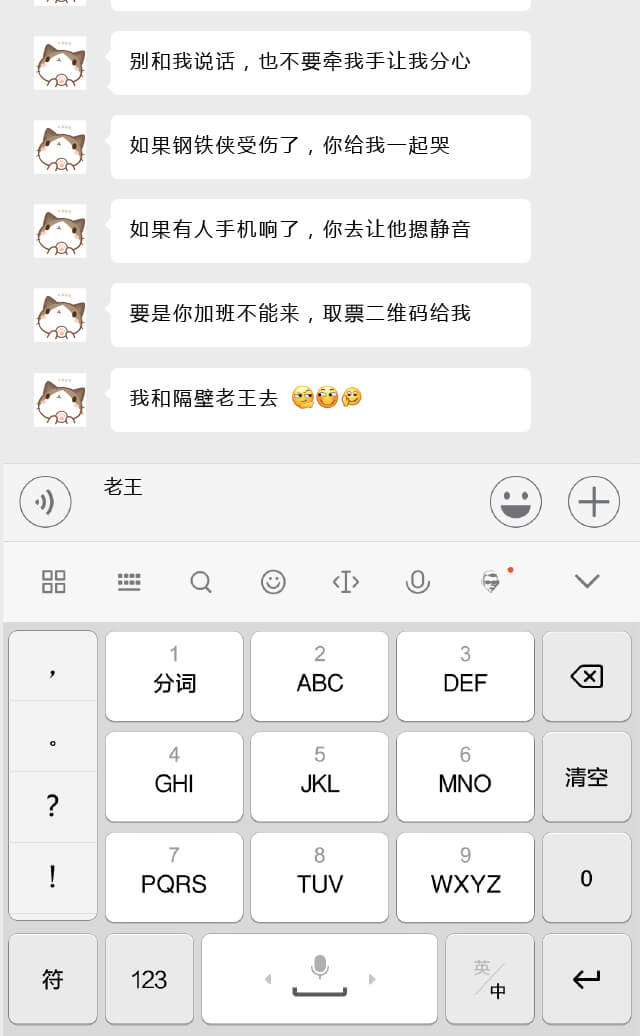 别和我说话，也不要牵我手让我分心
如果钢铁侠受伤了，你给我一起哭
如果有人手机响了，你去让他摁静音
要是你加班不能来，取票二维码给我
我和隔壁老王去
老王
，
1
分词
2
ABC
3
DEF
。
4
GHI
5
JKL
6
MNO
清空
？
7
PQRS
8
TUV
9
WXYZ
0
！
符
123
英/中